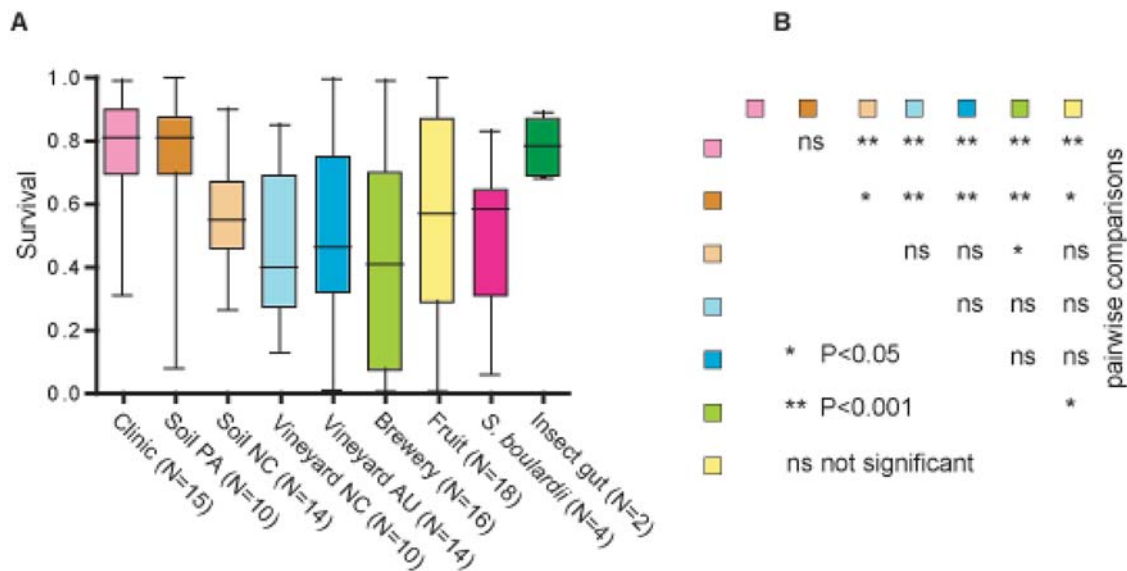 A
B
Survival
1.0
0.8
0.6
0.4
0.2
0.0
Clinic (N=15)
Soil PA (N=10)
Soil NC (N=14)
Vineyard NC (N=10)
Vineyard AU (N=14)
Brewery (N=16)
Fruit (N=18)
S. boulardii (N=4)
Insect gut (N=2)
ns ** ** ** ** **
* ** ** ** *
ns ns * ns
ns ns ns
* P<0.05 ns ns
** P<0.001 *
ns not significant
pairwise comparisons